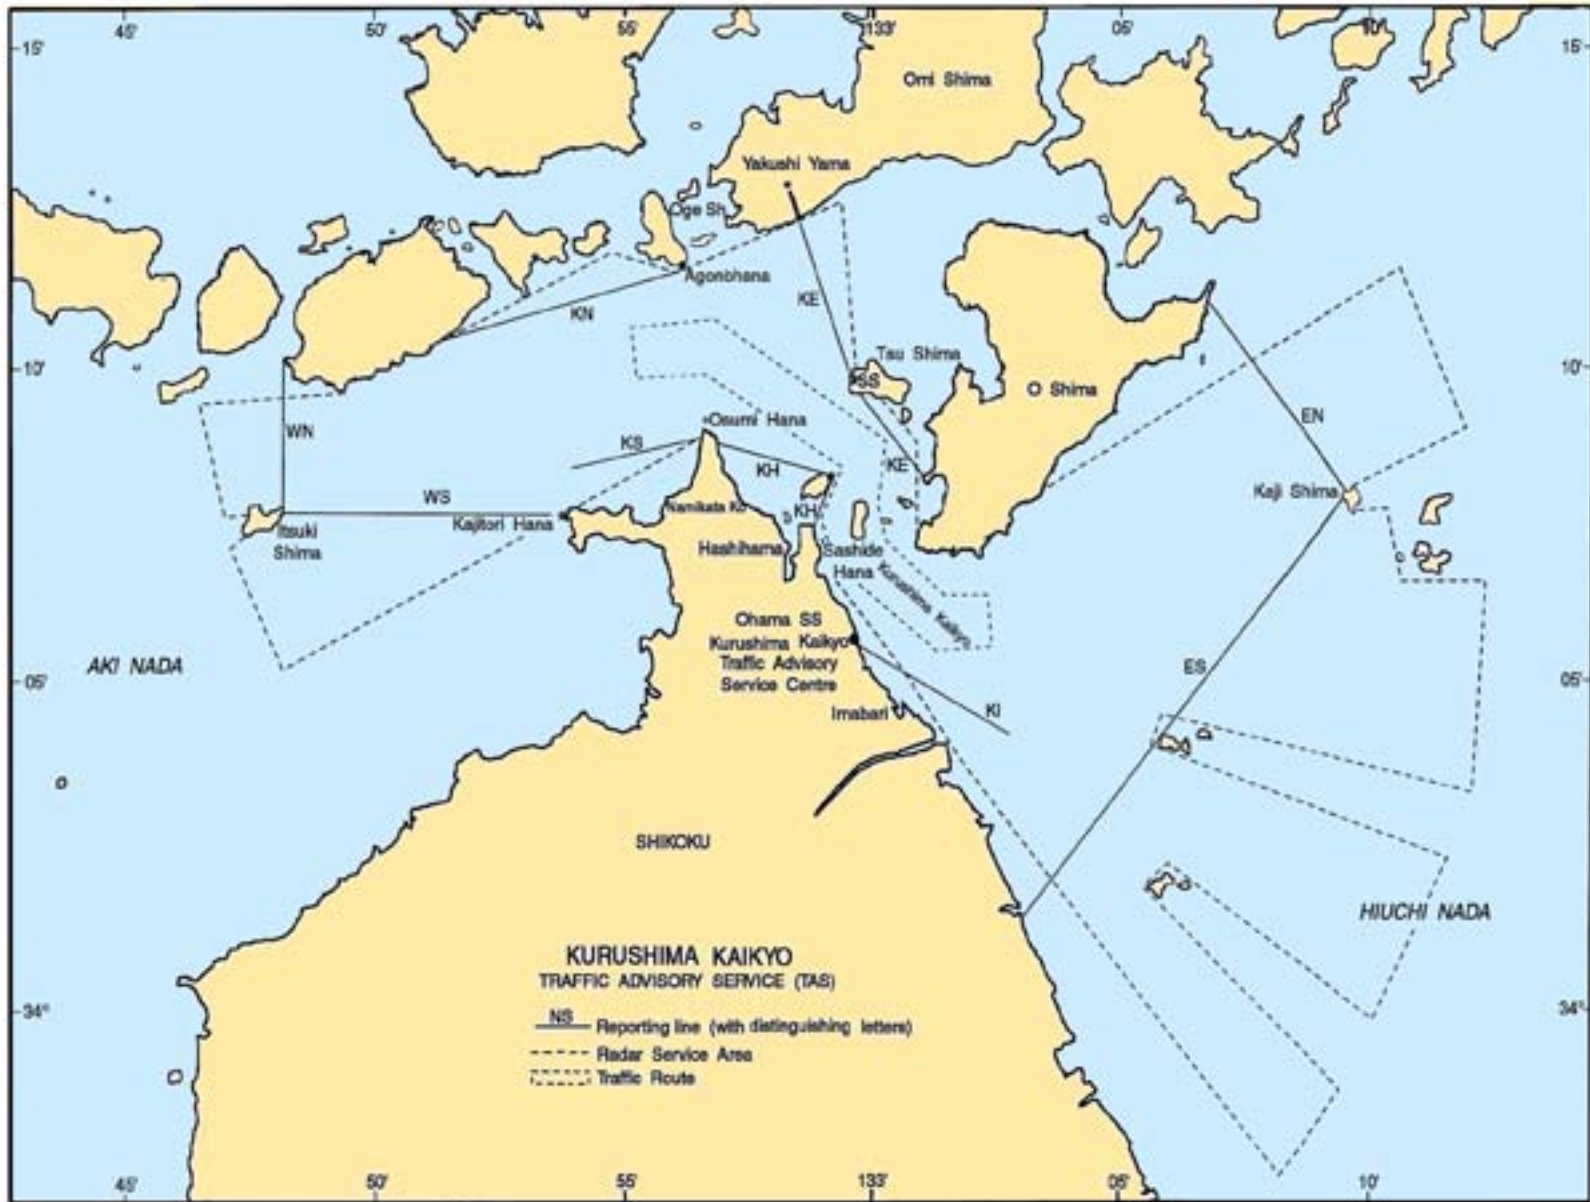 45' 50' 55' 133° 05' 10'
15' 15'
Omi Shima
Yakushi Yama
Oge Sh.
Agonohana
KN
KE
10' 10'
Tsu Shima
SS
O Shima
EN
WN
Osumi Hana
KS
KH
KE
WS
Kajitori Hana
Namikata Ko
KH
Kaji Shima
Itsuki
Shima
Hashihama
Sashide
Hana
Kurushima Kaikyo
Ohama SS
Kurushima Kaikyo
Traffic Advisory
Service Centre
AKI NADA
ES
05' 05'
Imabari
KI
SHIKOKU
HIUCHI NADA
KURUSHIMA KAIKYO
TRAFFIC ADVISORY SERVICE (TAS)
34° 34°
NS Reporting line (with distinguishing letters)
Radar Service Area
Traffic Route
45' 50' 55' 133° 05' 10'